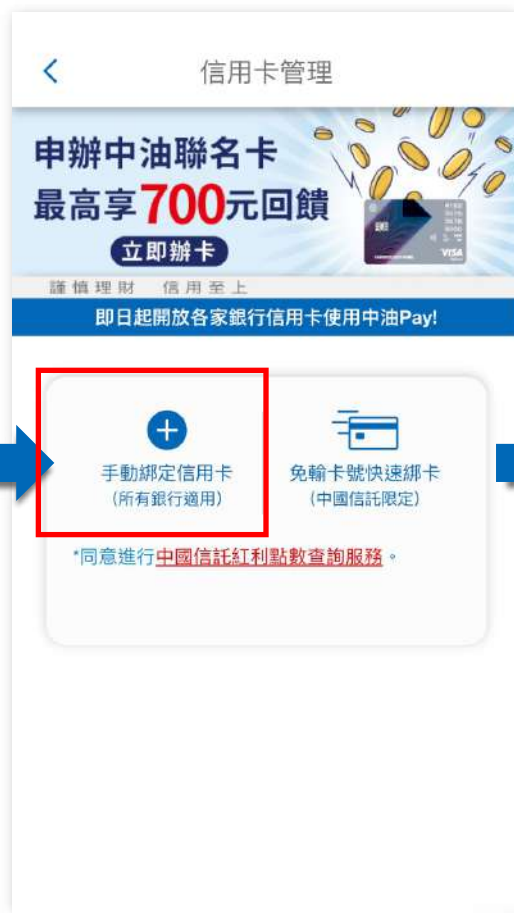 信用卡管理
申辦中油聯名卡
最高享700元回饋
立即辦卡
VISA
謹慎理財 信用至上
即日起開放各家銀行信用卡使用中油Pay!
手動綁定信用卡
(所有銀行適用)
免輸卡號快速綁卡
(中國信託限定)
*同意進行中國信託紅利點數查詢服務。